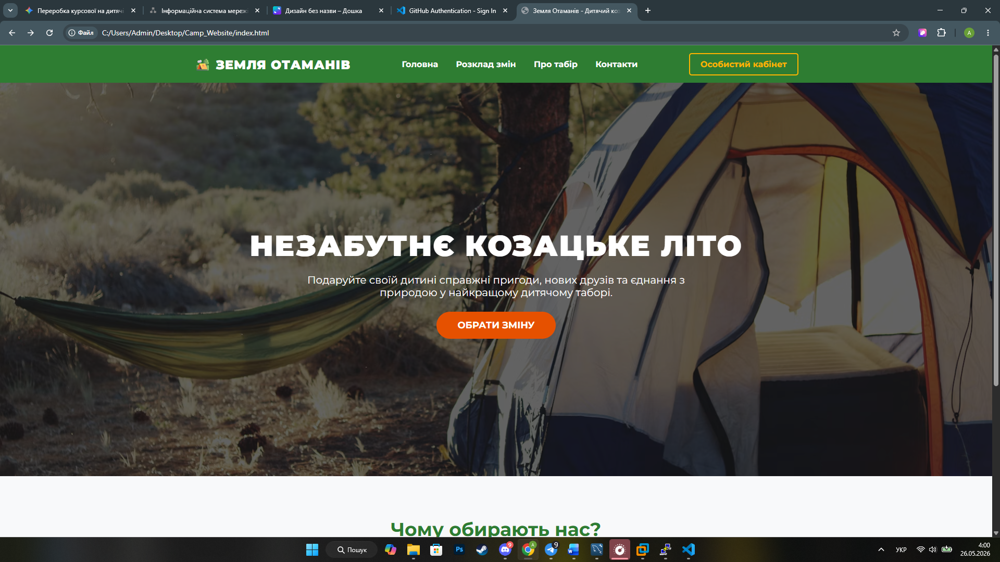 Переробка курсової на дитячі
Інформаційна система мережі
Дизайн без назви – Дошка
GitHub Authentication - Sign In
Земля Отаманів - Дитячий коз
Файл
C:/Users/Admin/Desktop/Camp_Website/index.html
A
ЗЕМЛЯ ОТАМАНІВ
Головна
Розклад змін
Про табір
Контакти
Особистий кабінет
НЕЗАБУТНЄ КОЗАЦЬКЕ ЛІТО
Подаруйте своїй дитині справжні пригоди, нових друзів та єднання з
природою у найкращому дитячому таборі.
ОБРАТИ ЗМІНУ
Чому обирають нас?
Пошук
Ps
9
A
9
W
УКР
4:00
26.05.2026